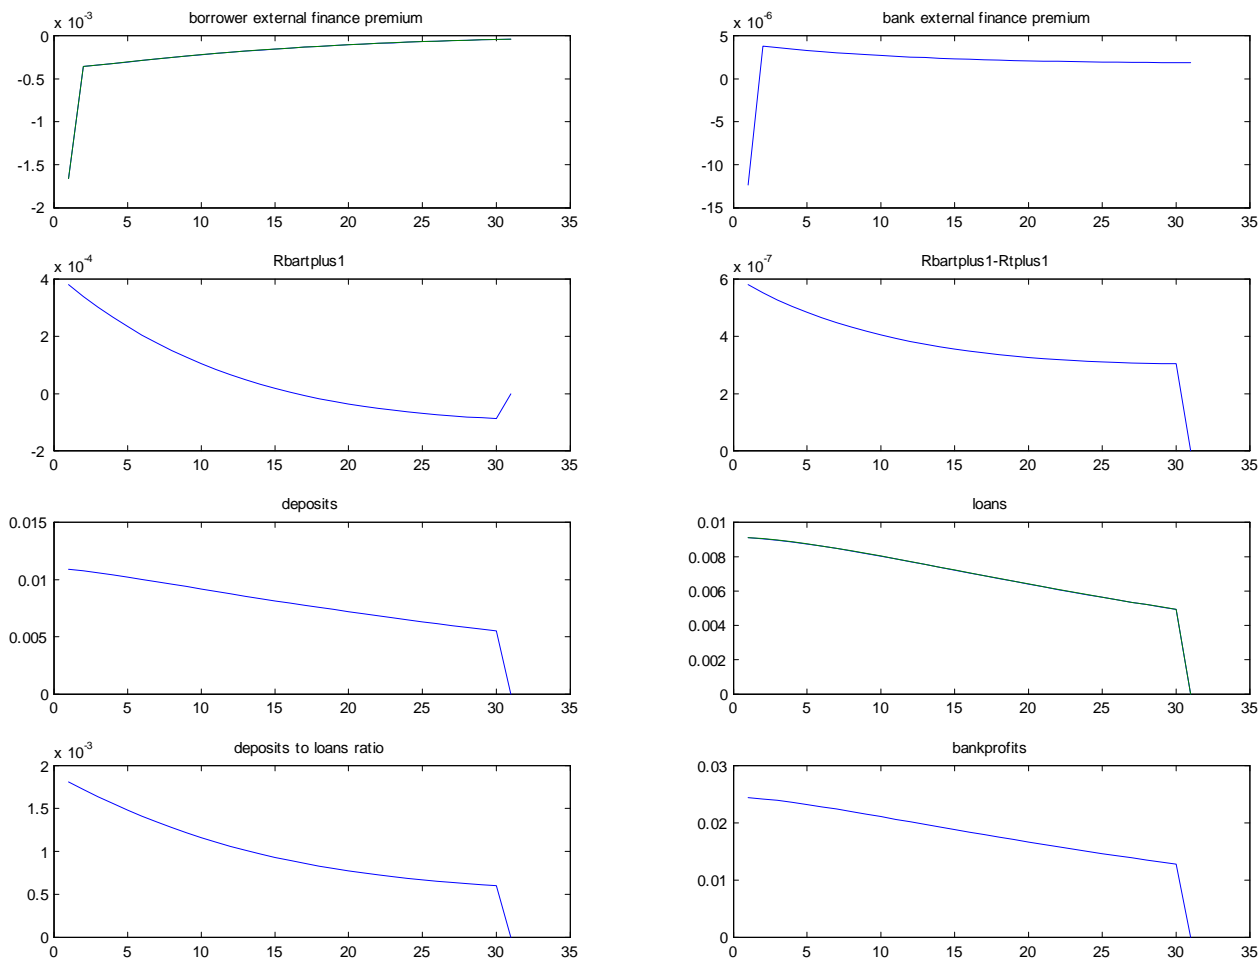 borrower external finance premium
x 10-3
0
-0.5
-1
-1.5
-2
0 5 10 15 20 25 30 35
bank external finance premium
x 10-6
5
0
-5
-10
-15
0 5 10 15 20 25 30 35
Rbartplus1
x 10-4
4
2
0
-2
0 5 10 15 20 25 30 35
Rbartplus1-Rtplus1
x 10-7
6
4
2
0
0 5 10 15 20 25 30 35
deposits
0.015
0.01
0.005
0
0 5 10 15 20 25 30 35
loans
0.01
0.008
0.006
0.004
0.002
0
0 5 10 15 20 25 30 35
deposits to loans ratio
x 10-3
2
1.5
1
0.5
0
0 5 10 15 20 25 30 35
bankprofits
0.03
0.02
0.01
0
0 5 10 15 20 25 30 35